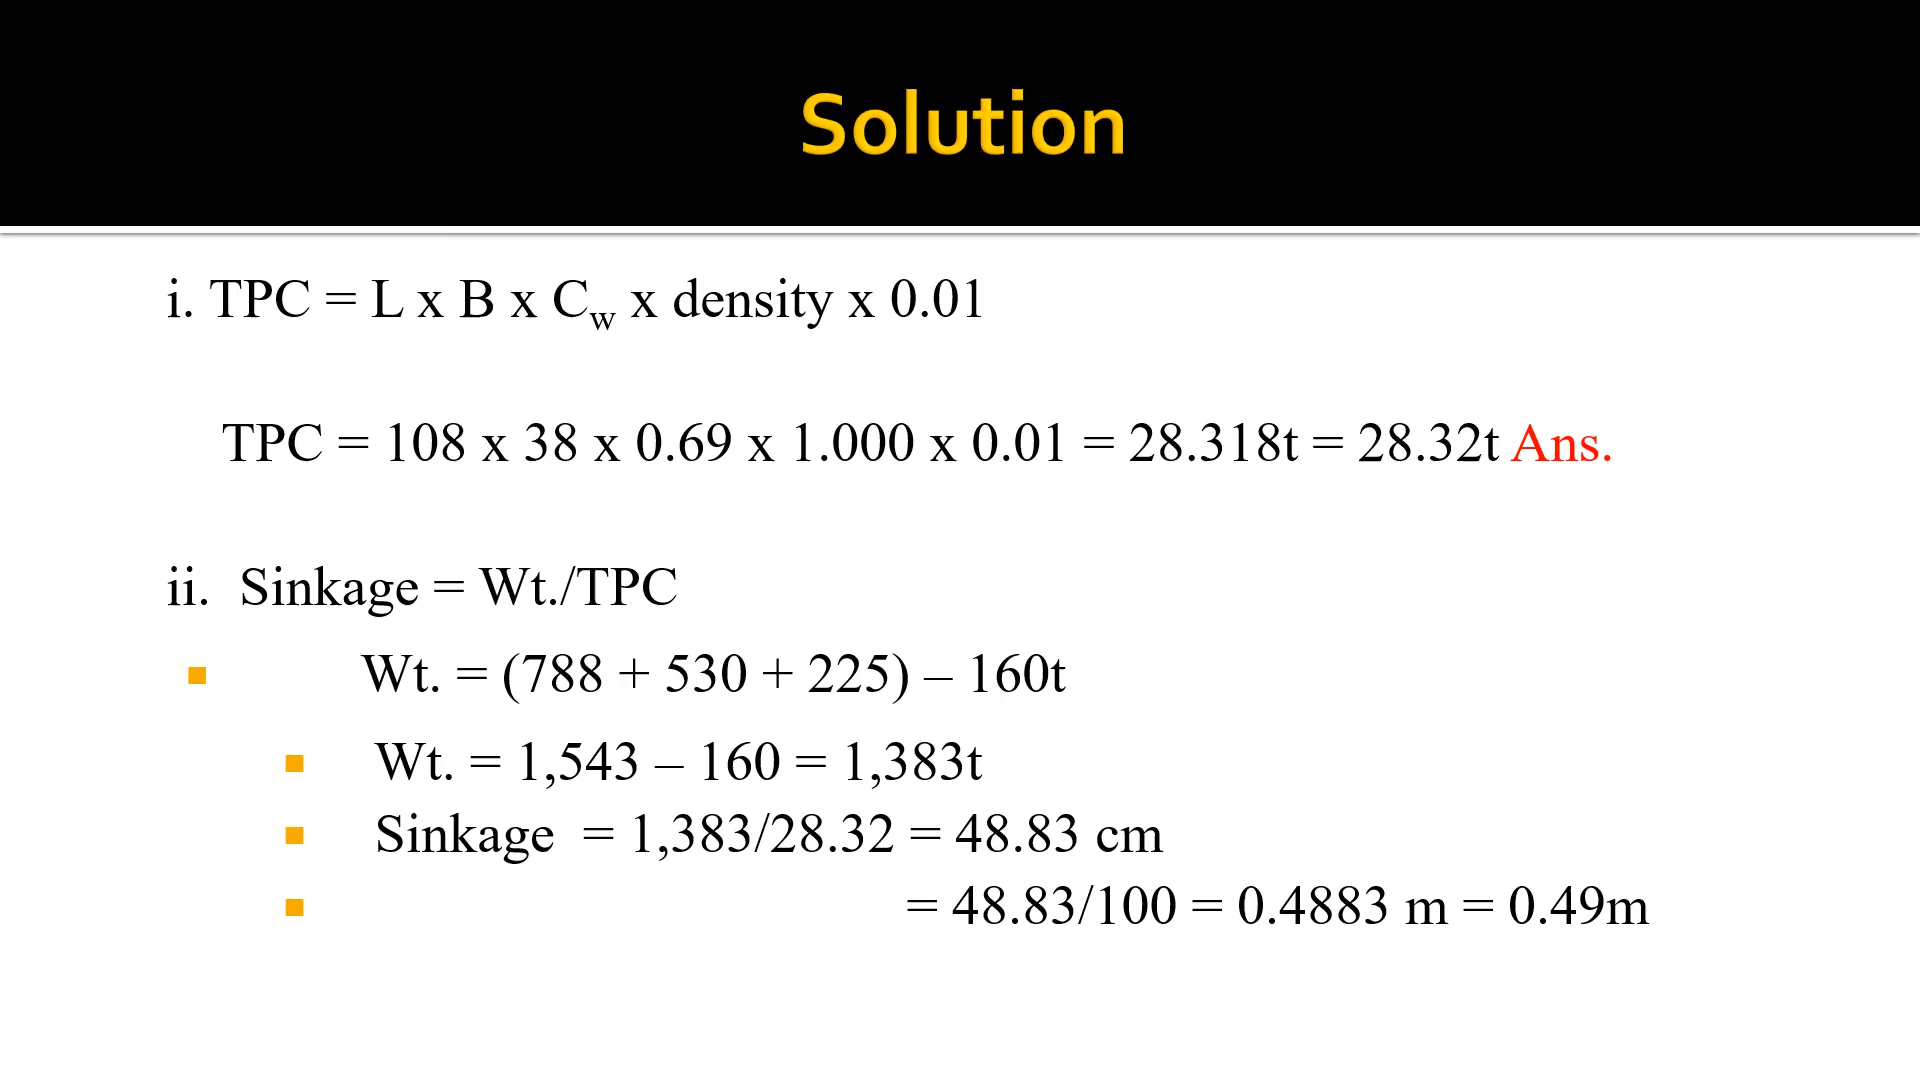 Solution
i. TPC = L x B x Cw x density x 0.01
TPC = 108 x 38 x 0.69 x 1.000 x 0.01 = 28.318t = 28.32t Ans.
ii. Sinkage = Wt./TPC
Wt. = (788 + 530 + 225) – 160t
Wt. = 1,543 – 160 = 1,383t
Sinkage = 1,383/28.32 = 48.83 cm
= 48.83/100 = 0.4883 m = 0.49m